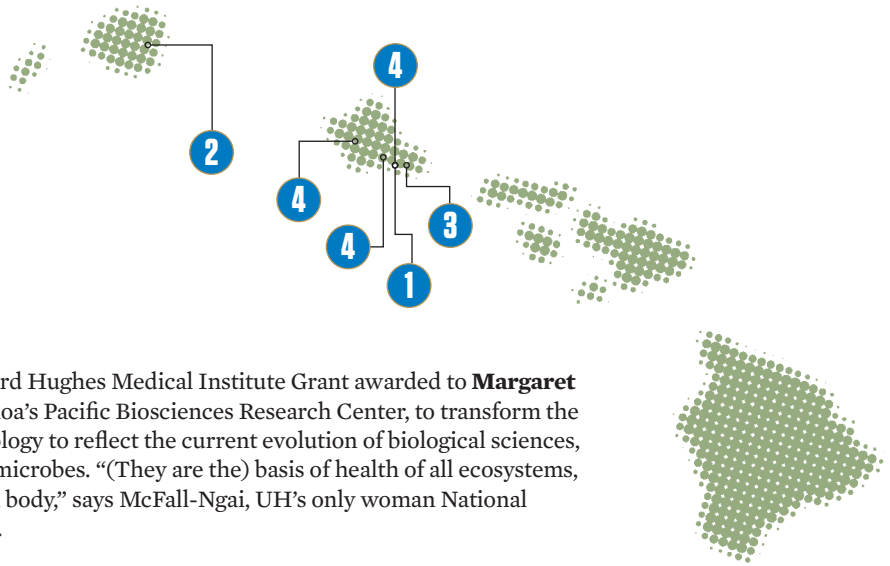 4
2
4
3
4
1
rd Hughes Medical Institute Grant awarded to Margaret
oa's Pacific Biosciences Research Center, to transform the
ology to reflect the current evolution of biological sciences,
microbes. “(They are the) basis of health of all ecosystems,
body,” says McFall-Ngai, UH's only woman National